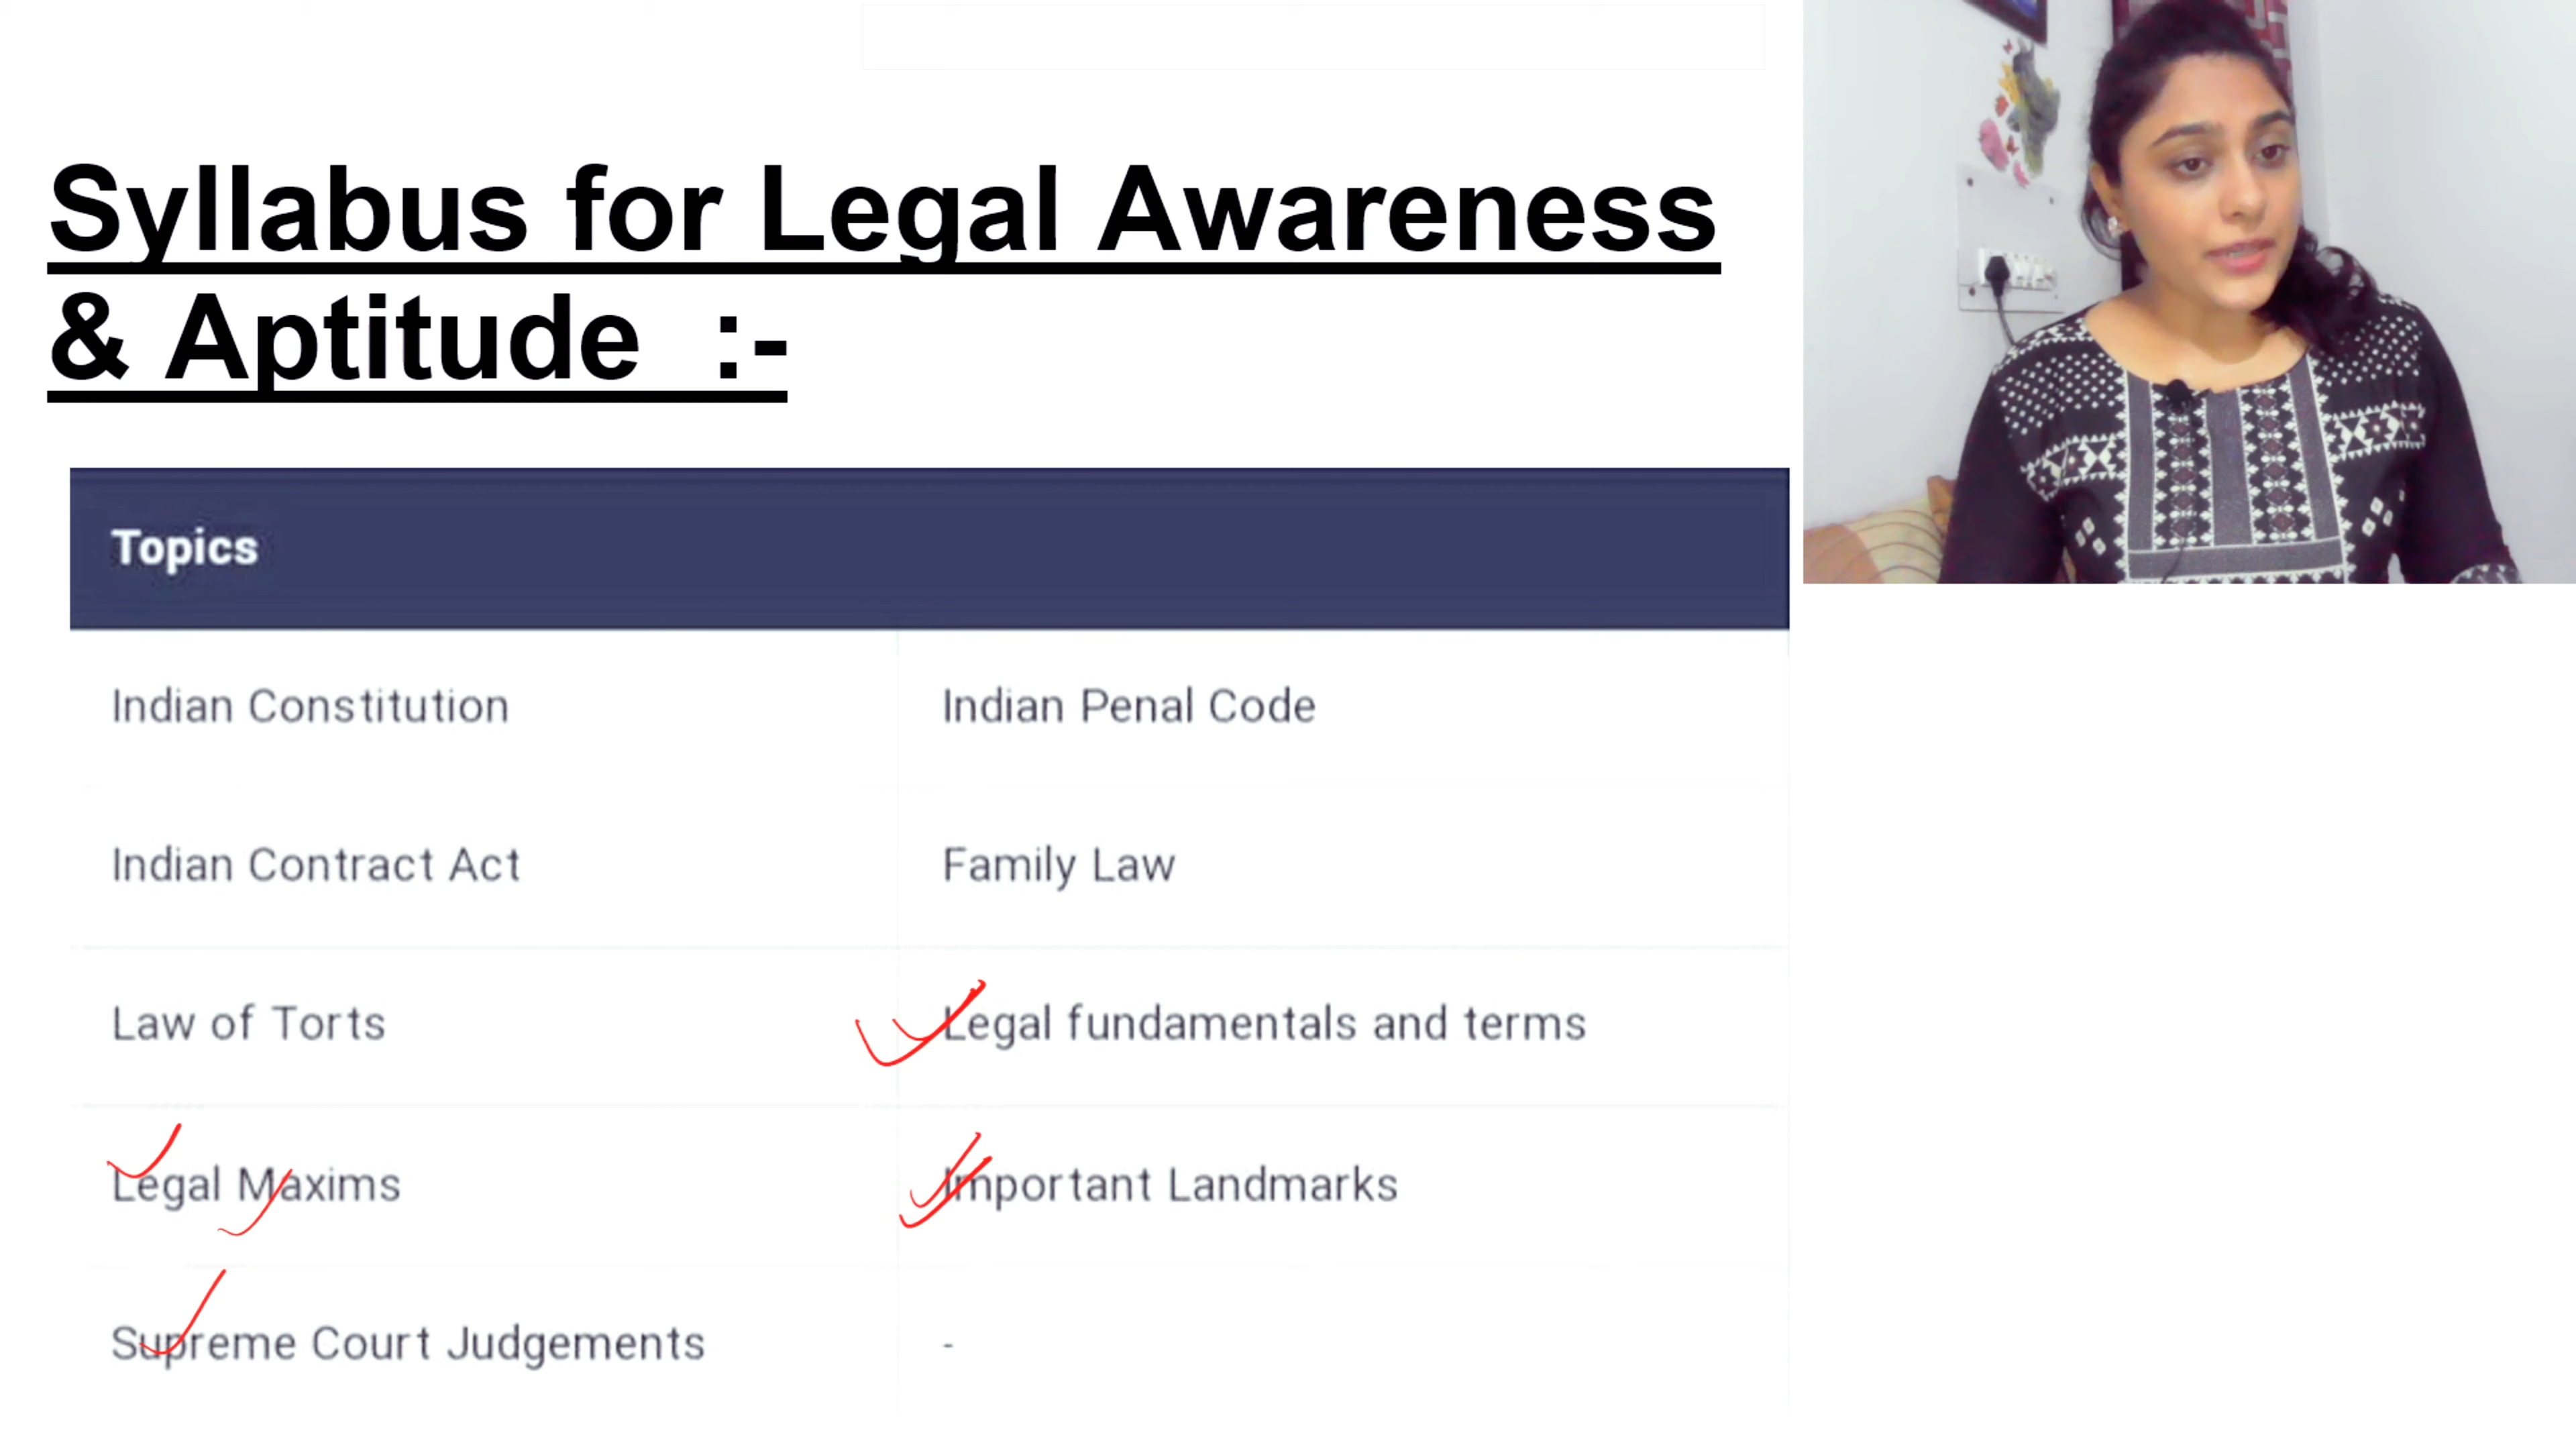 Syllabus for Legal Awareness
& Aptitude :-
Topics
Indian Constitution
Indian Penal Code
Indian Contract Act
Family Law
Law of Torts
Legal fundamentals and terms
Legal Maxims
Important Landmarks
Supreme Court Judgements
-